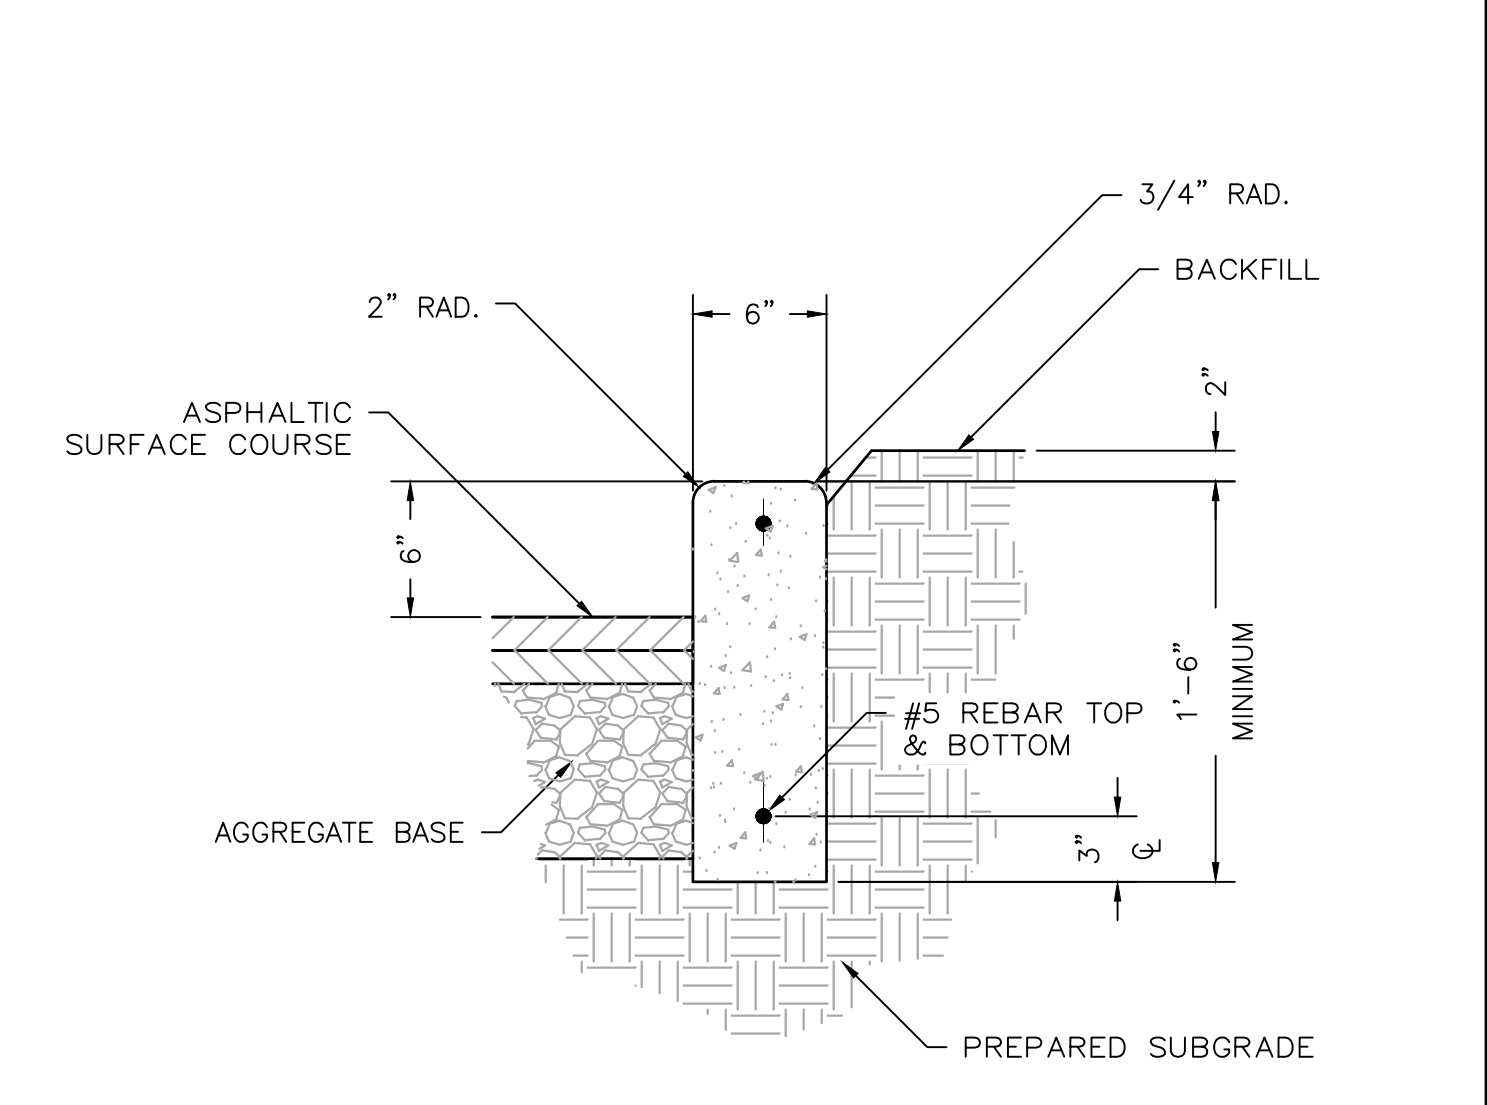 3/4” RAD.
BACKFILL
2” RAD.
6”
2”
ASPHALTIC
SURFACE COURSE
6”
1’-6”
MINIMUM
#5 REBAR TOP
& BOTTOM
AGGREGATE BASE
3” ℄
PREPARED SUBGRADE